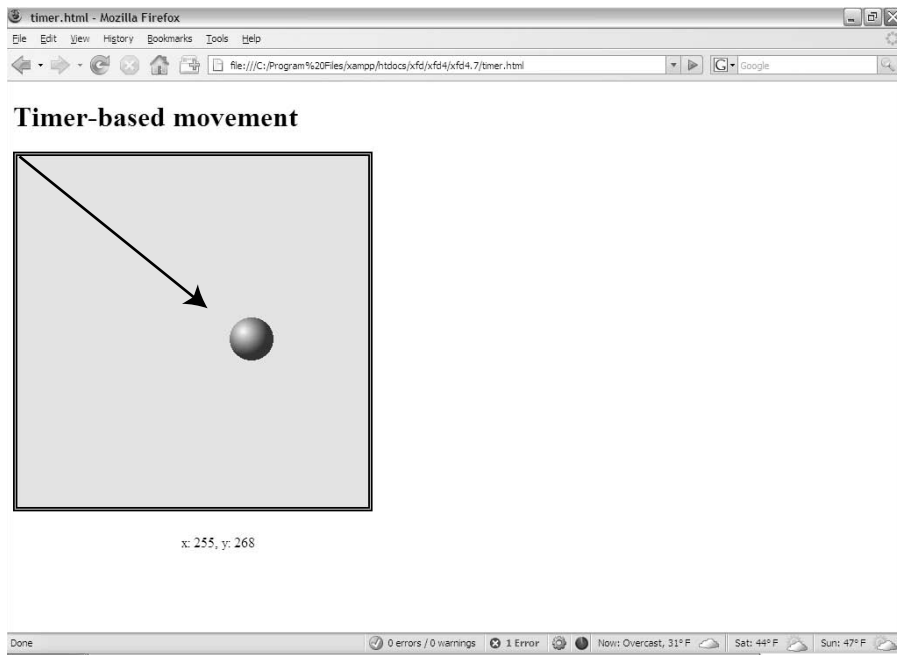 timer.html - Mozilla Firefox
File Edit View History Bookmarks Tools Help
file:///C:/Program%20Files/xampp/htdocs/xfd/xfd4/xfd4.7/timer.html G Google
Timer-based movement
x: 255, y: 268
Done 0 errors / 0 warnings 1 Error Now: Overcast, 31° F Sat: 44° F Sun: 47° F